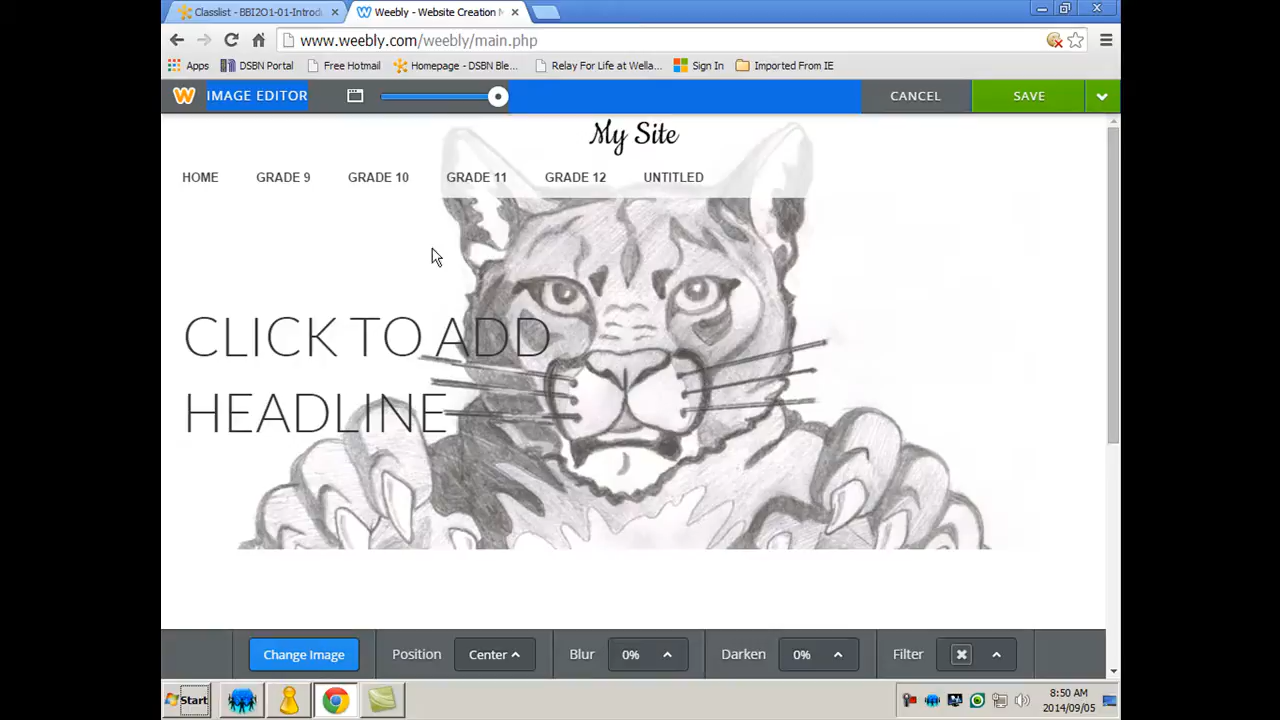 Classlist - BBI2O1-01-Introdu
Weebly - Website Creation M
www.weebly.com/weebly/main.php
Apps DSBN Portal Free Hotmail Homepage - DSBN Ble... Relay For Life at Wella... Sign In Imported From IE
IMAGE EDITOR CANCEL SAVE
My Site
HOME GRADE 9 GRADE 10 GRADE 11 GRADE 12 UNTITLED
CLICK TO ADD
HEADLINE
Change Image Position Center Blur 0% Darken 0% Filter
Start
8:50 AM
2014/09/05